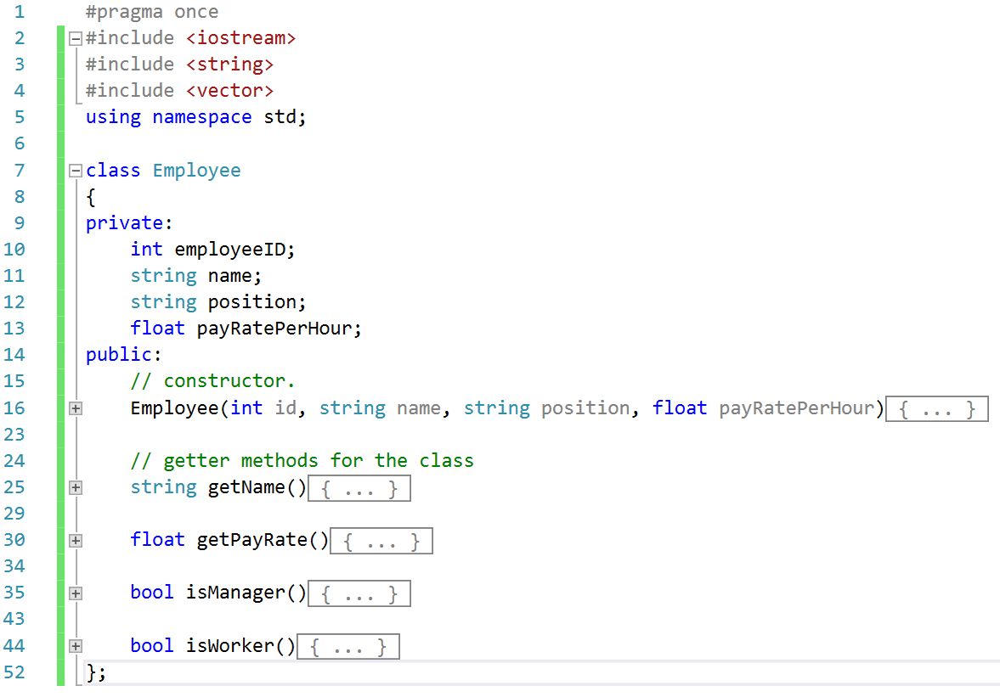 1 #pragma once
2 #include <iostream>
3 #include <string>
4 #include <vector>
5 using namespace std;
6
7 class Employee
8 {
9 private:
10     int employeeID;
11     string name;
12     string position;
13     float payRatePerHour;
14 public:
15     // constructor.
16     Employee(int id, string name, string position, float payRatePerHour){ ... }
23
24     // getter methods for the class
25     string getName(){ ... }
29
30     float getPayRate(){ ... }
34
35     bool isManager(){ ... }
43
44     bool isWorker(){ ... }
52 };